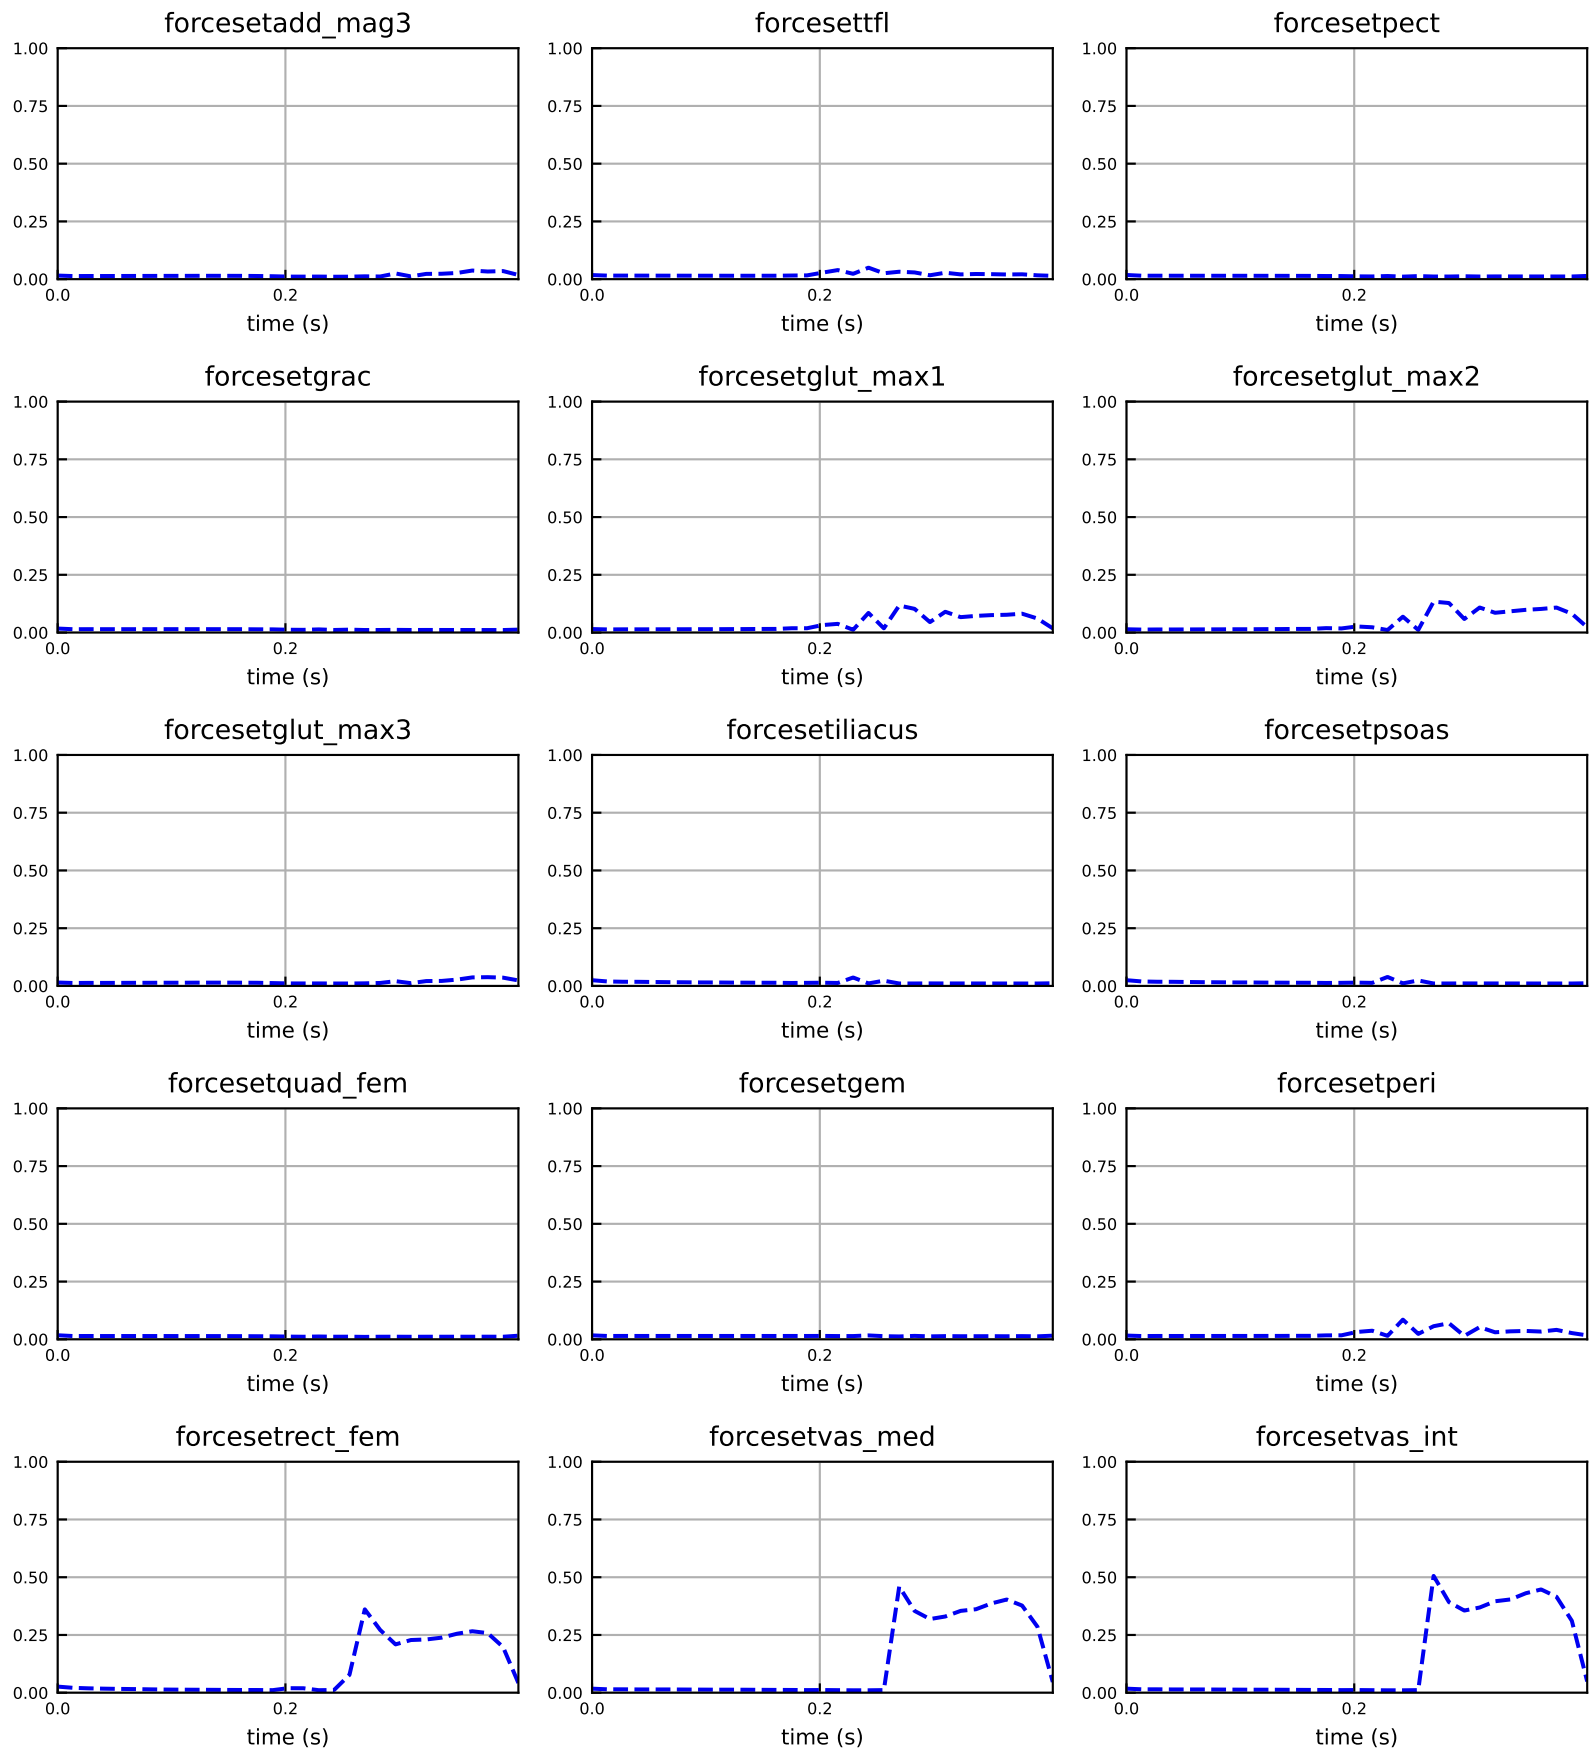 forcesetadd_mag3 forcesettfl forcesetpect
1.00 1.00 1.00
0.75 0.75 0.75
0.50 0.50 0.50
0.25 0.25 0.25
0.00 0.00 0.00
0.0 0.2 0.0 0.2 0.0 0.2
time (s) time (s) time (s)
forcesetgrac forcesetglut_max1 forcesetglut_max2
1.00 1.00 1.00
0.75 0.75 0.75
0.50 0.50 0.50
0.25 0.25 0.25
0.00 0.00 0.00
0.0 0.2 0.0 0.2 0.0 0.2
time (s) time (s) time (s)
forcesetglut_max3 forcesetiliacus forcesetpsoas
1.00 1.00 1.00
0.75 0.75 0.75
0.50 0.50 0.50
0.25 0.25 0.25
0.00 0.00 0.00
0.0 0.2 0.0 0.2 0.0 0.2
time (s) time (s) time (s)
forcesetquad_fem forcesetgem forcesetperi
1.00 1.00 1.00
0.75 0.75 0.75
0.50 0.50 0.50
0.25 0.25 0.25
0.00 0.00 0.00
0.0 0.2 0.0 0.2 0.0 0.2
time (s) time (s) time (s)
forcesetrect_fem forcesetvas_med forcesetvas_int
1.00 1.00 1.00
0.75 0.75 0.75
0.50 0.50 0.50
0.25 0.25 0.25
0.00 0.00 0.00
0.0 0.2 0.0 0.2 0.0 0.2
time (s) time (s) time (s)